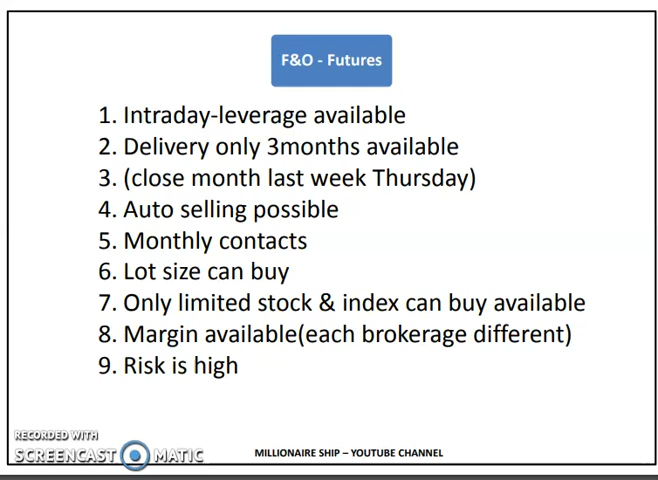 F&O - Futures
1. Intraday-leverage available
2. Delivery only 3months available
3. (close month last week Thursday)
4. Auto selling possible
5. Monthly contacts
6. Lot size can buy
7. Only limited stock & index can buy available
8. Margin available(each brokerage different)
9. Risk is high
RECORDED WITH
SCREENCAST MATIC
MILLIONAIRE SHIP – YOUTUBE CHANNEL